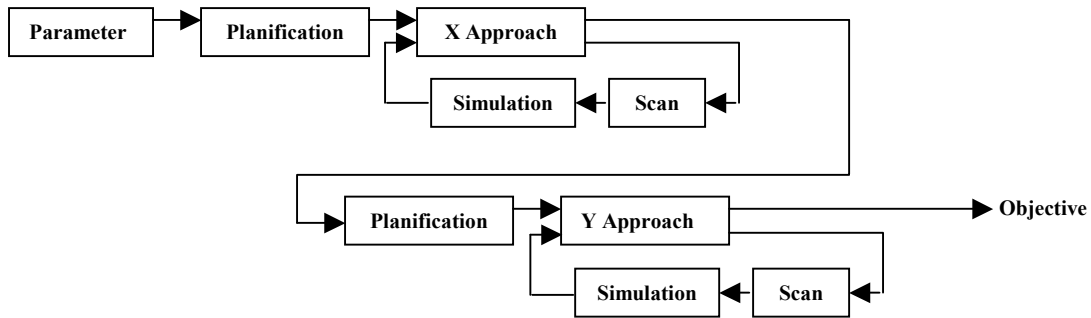 Parameter
Planification
X Approach
Simulation
Scan
Planification
Y Approach
Objective
Simulation
Scan